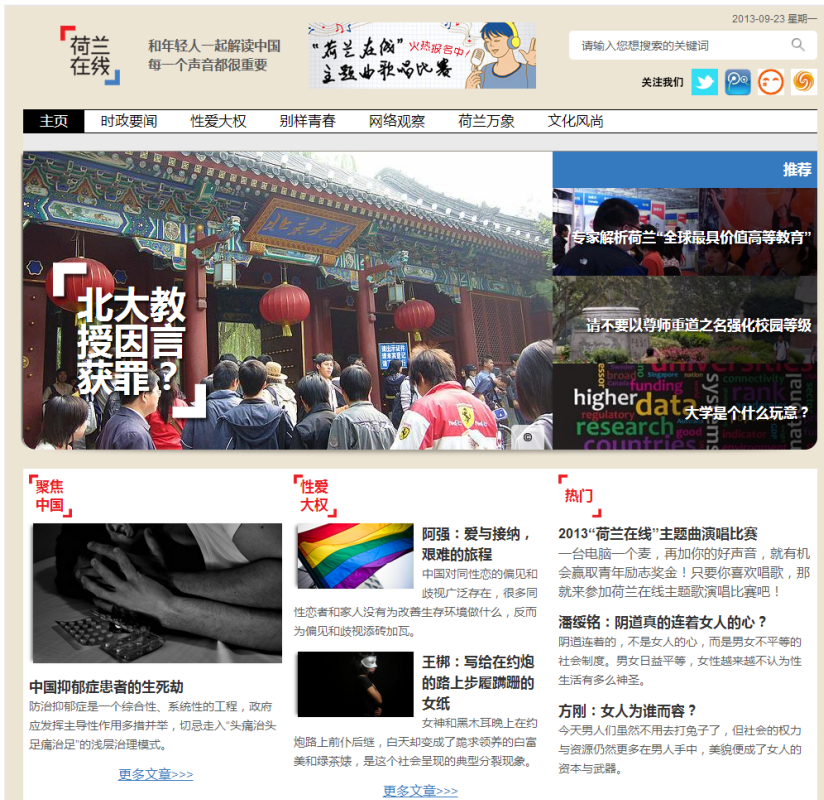 2013-09-23 星期一
荷兰
在线
和年轻人一起解读中国
每一个声音都很重要
“荷兰在线”火热报名中！
主题曲歌唱比赛
请输入您想搜索的关键词
关注我们
主页 时政要闻 性爱大权 别样青春 网络观察 荷兰万象 文化风尚
北京大学
北大教
授因言
获罪？
©
推荐
专家解析荷兰“全球最具价值高等教育”
请不要以尊师重道之名强化校园等级
大学是个什么玩意？
universities
broad Singapore nation
funding
higher
data
regulatory
research
countries
systems
connectivity
rank
good
indicator
national
聚焦
中国
中国抑郁症患者的生死劫
防治抑郁症是一个综合性、系统性的工程，政府
应发挥主导性作用多措并举，切忌走入“头痛治头
足痛治足”的浅层治理模式。
更多文章>>>
性爱
大权
阿强：爱与接纳，
艰难的旅程
中国对同性恋的偏见和
歧视广泛存在，很多同
性恋者和家人没有为改善生存环境做什么，反而
为偏见和歧视添砖加瓦。
王梆：写给在约炮
的路上步履蹒跚的
女纸
女神和黑木耳晚上在约
炮路上前仆后继，白天却变成了跪求领养的白富
美和绿茶婊，是这个社会呈现的典型分裂现象。
更多文章>>>
热门
2013“荷兰在线”主题曲演唱比赛
一台电脑一个麦，再加你的好声音，就有机
会赢取青年励志奖金！只要你喜欢唱歌，那
就来参加荷兰在线主题歌演唱比赛吧！
潘绥铭：阴道真的连着女人的心？
阴道连着的，不是女人的心，而是男女不平等的
社会制度。男女日益平等，女性越来越不认为性
生活有多么神圣。
方刚：女人为谁而容？
今天男人们虽然不用去打兔子了，但社会的权力
与资源仍然更多在男人手中，美貌便成了女人的
资本与武器。